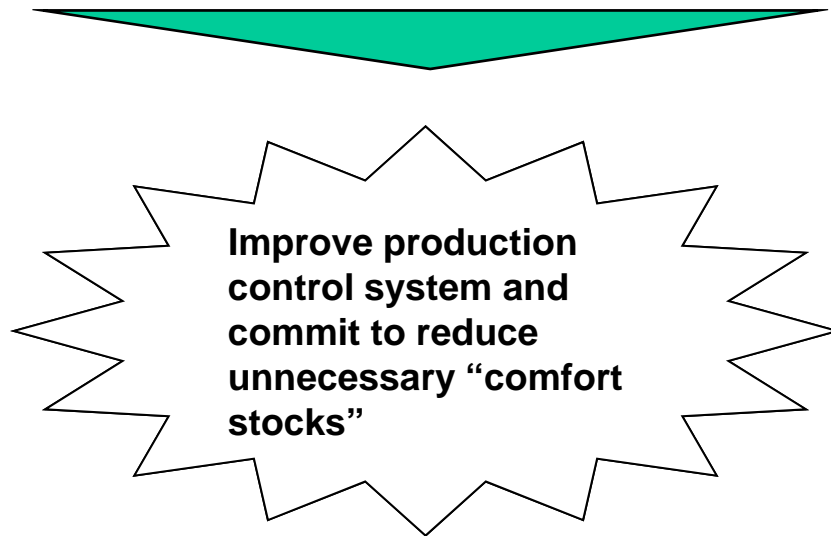 Improve production
control system and
commit to reduce
unnecessary “comfort
stocks”